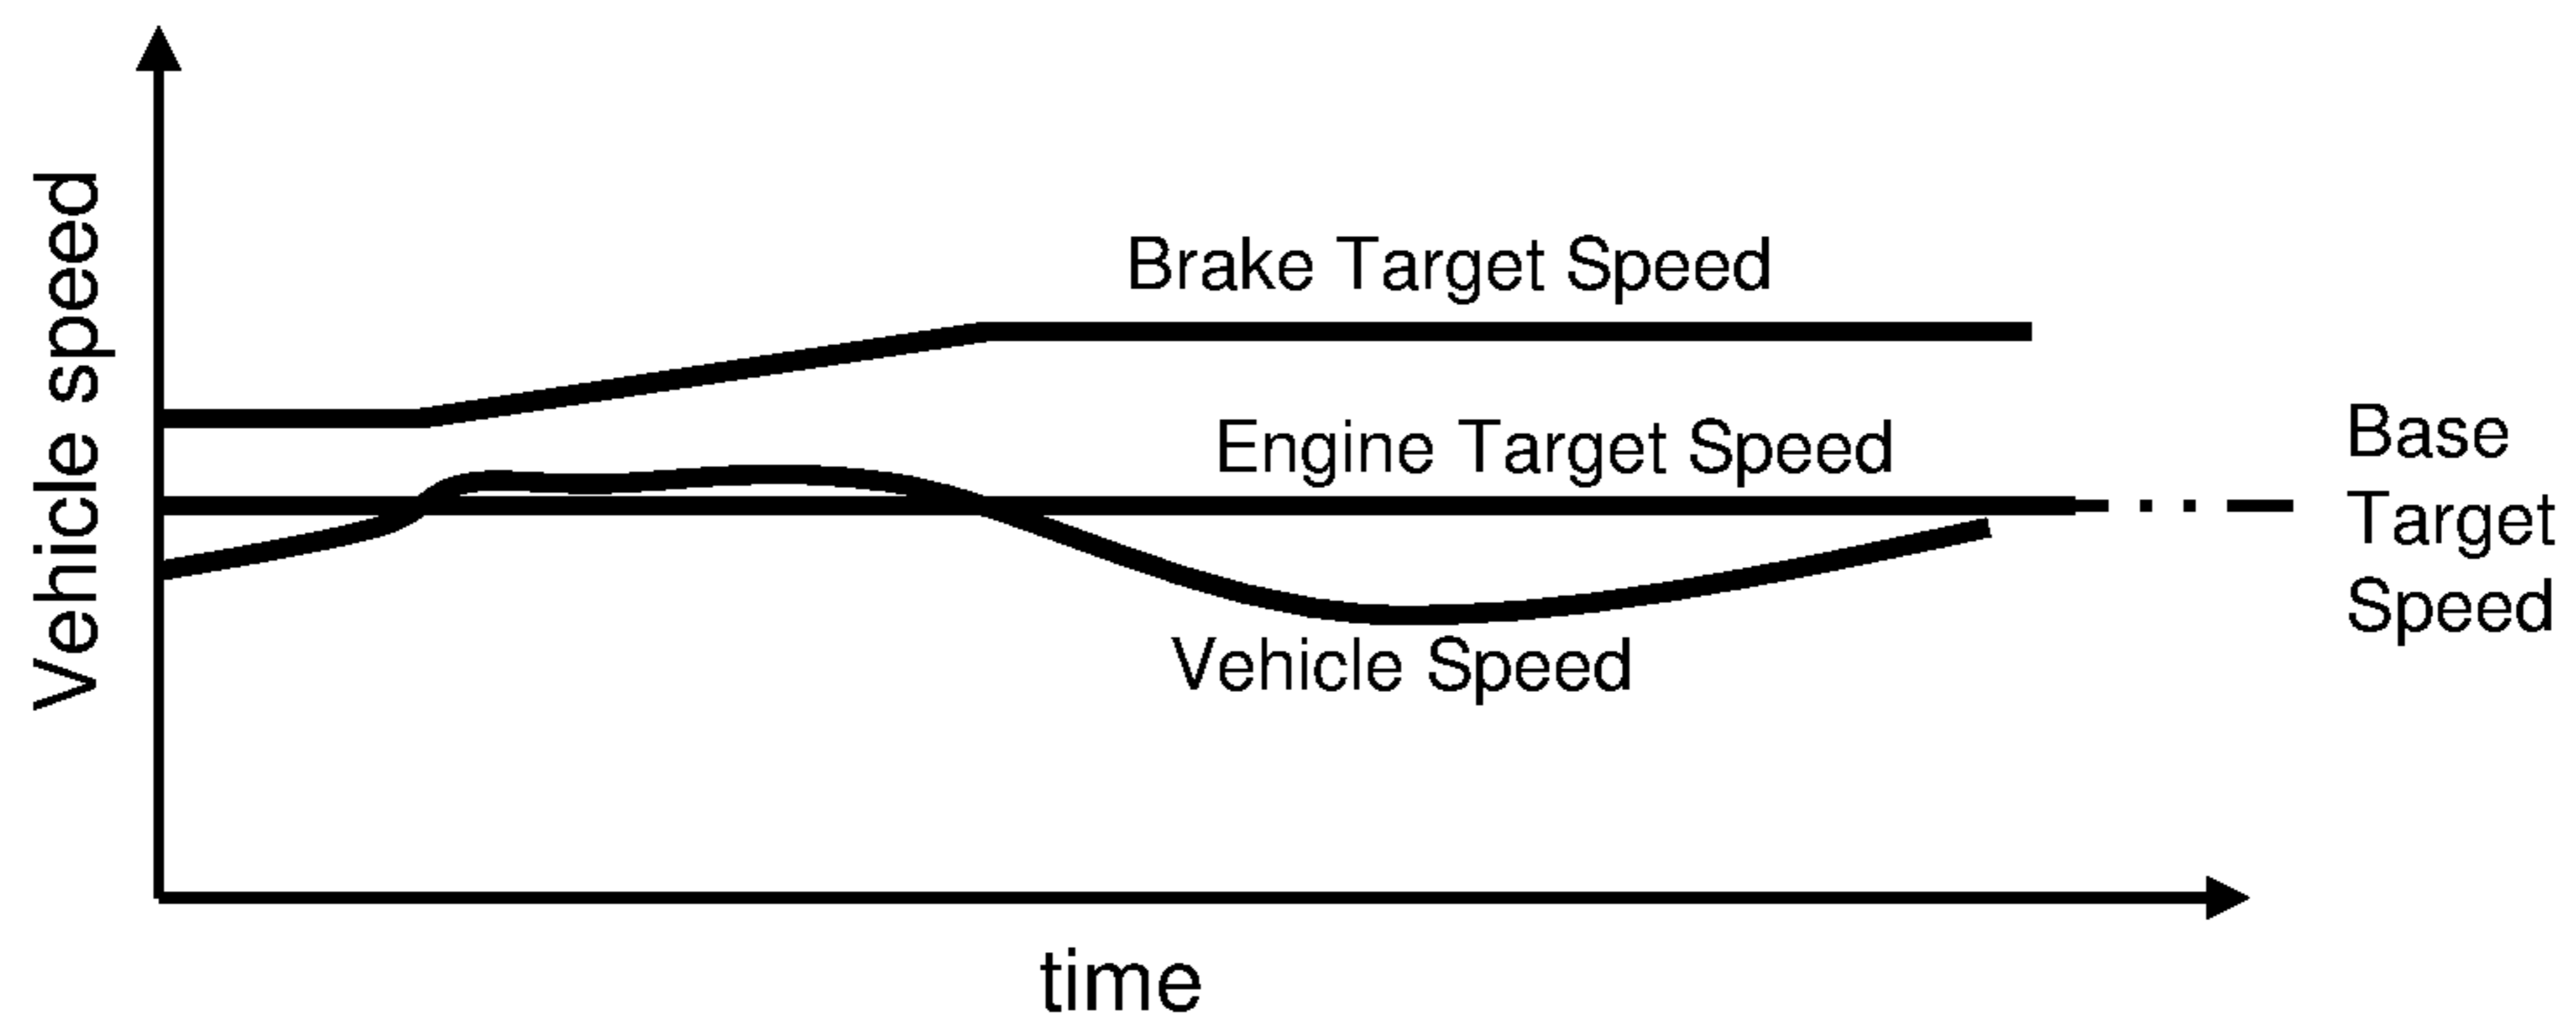 Vehicle speed
Brake Target Speed
Engine Target Speed
Base
Target
Speed
Vehicle Speed
time